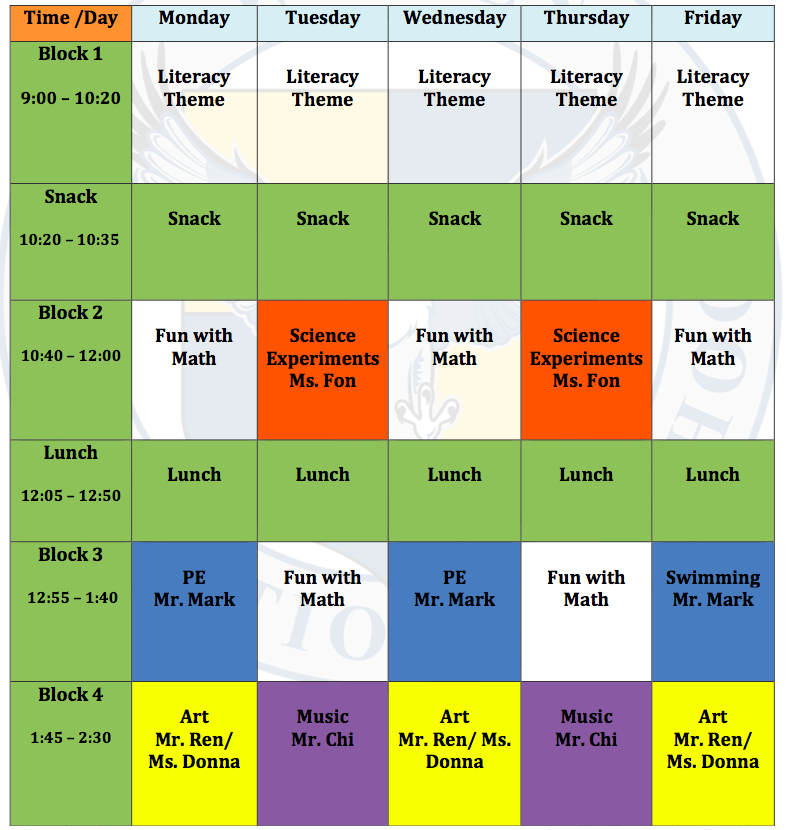 Time /Day Monday Tuesday Wednesday Thursday Friday
Block 1
9:00 – 10:20
Literacy Theme
Literacy Theme
Literacy Theme
Literacy Theme
Literacy Theme
Snack
10:20 – 10:35
Snack Snack Snack Snack Snack
Block 2
10:40 – 12:00
Fun with
Math
Science
Experiments
Ms. Fon
Fun with
Math
Science
Experiments
Ms. Fon
Fun with
Math
Lunch
12:05 – 12:50
Lunch Lunch Lunch Lunch Lunch
Block 3
12:55 – 1:40
PE
Mr. Mark
Fun with
Math
PE
Mr. Mark
Fun with
Math
Swimming
Mr. Mark
Block 4
1:45 – 2:30
Art
Mr. Ren/
Ms. Donna
Music
Mr. Chi
Art
Mr. Ren/ Ms.
Donna
Music
Mr. Chi
Art
Mr. Ren/
Ms. Donna